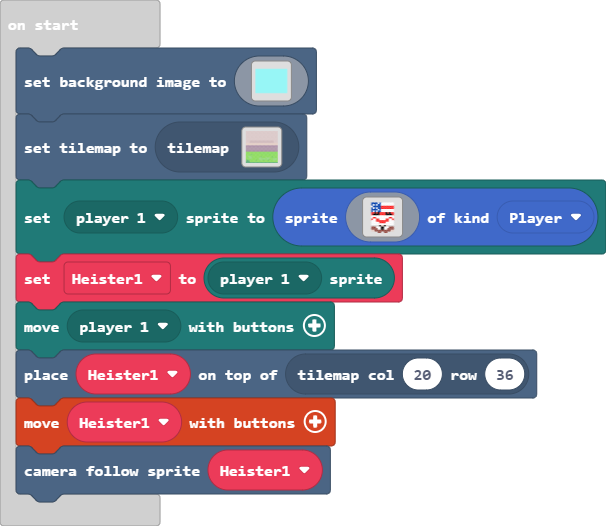 on start
set background image to
set tilemap to tilemap
set player 1 sprite to sprite of kind Player
set Heister1 to player 1 sprite
move player 1 with buttons
place Heister1 on top of tilemap col 20 row 36
move Heister1 with buttons
camera follow sprite Heister1